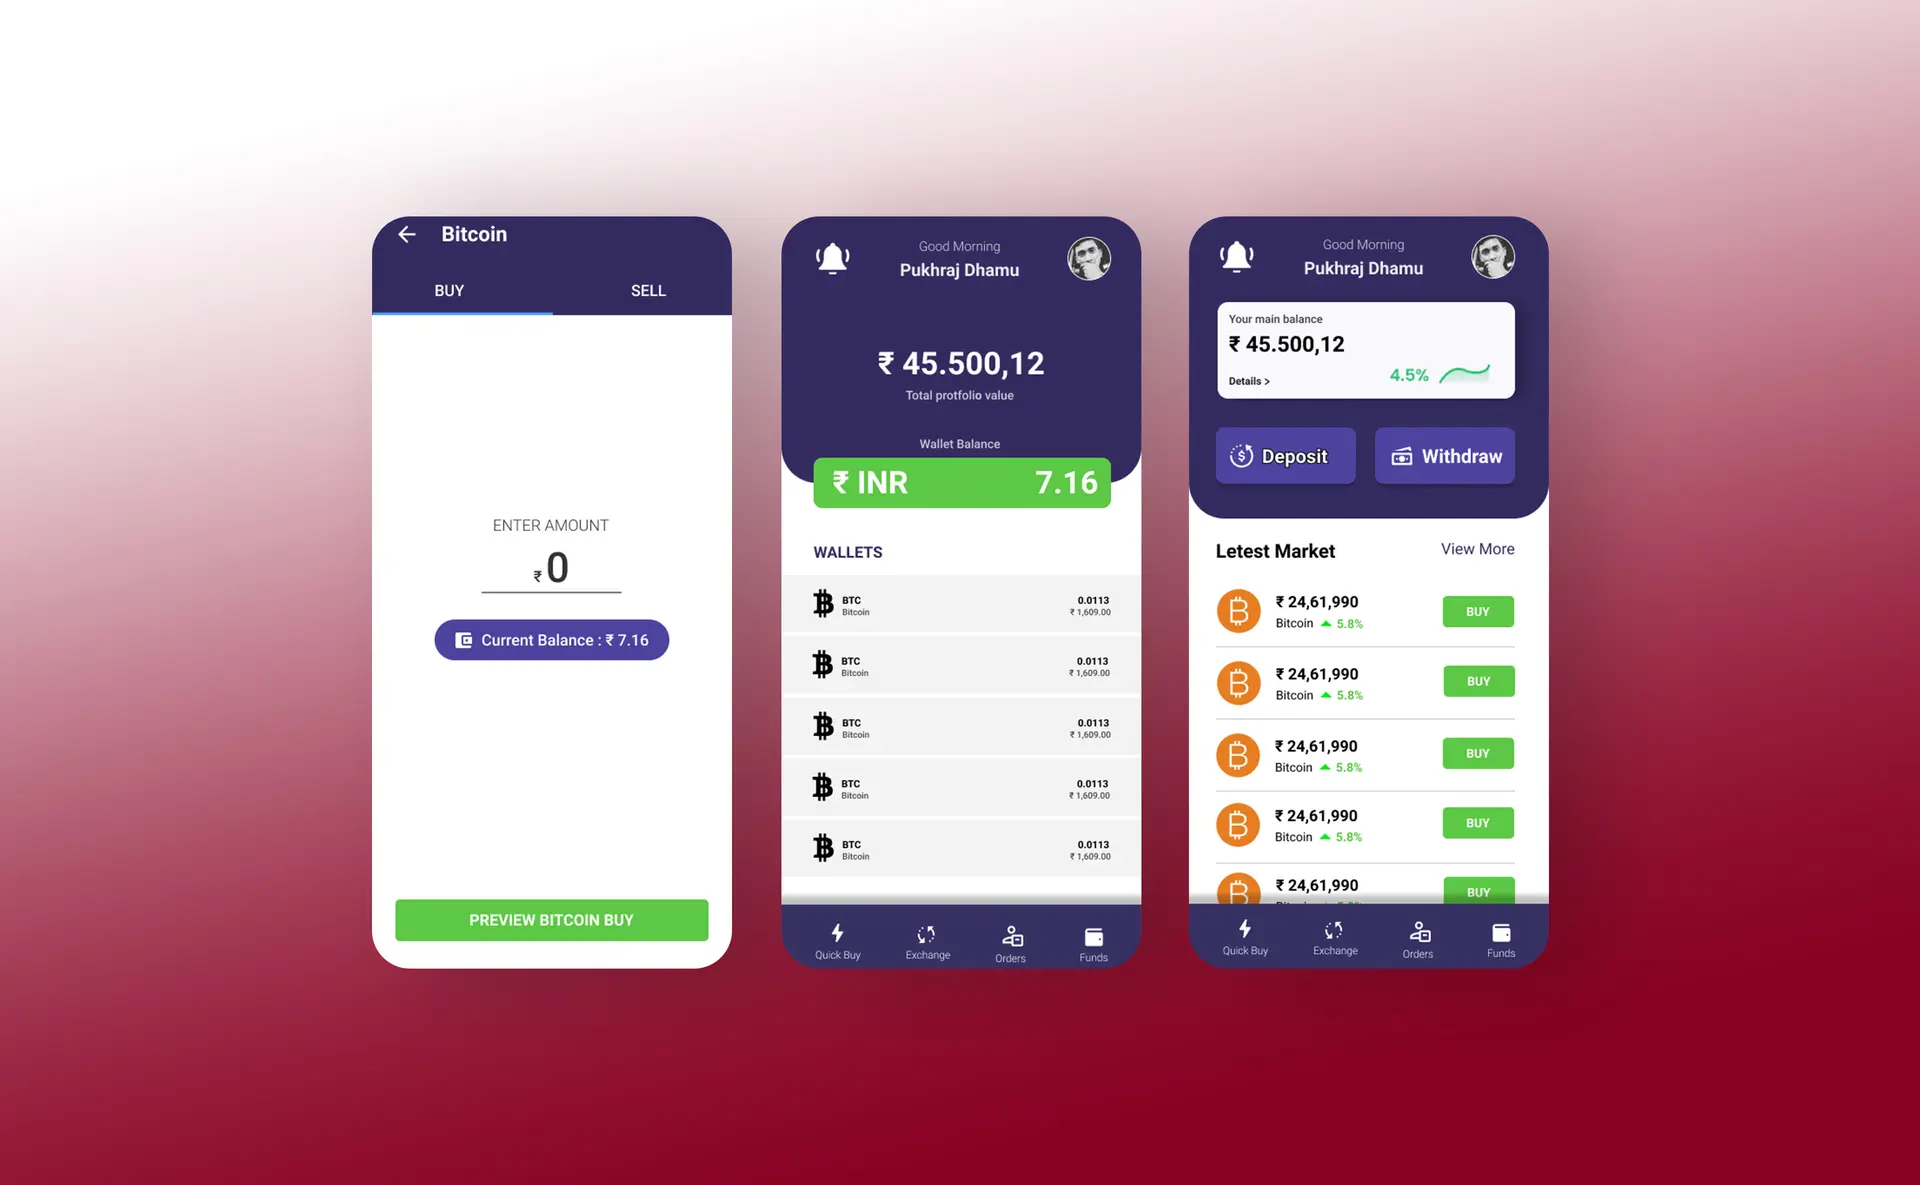 Bitcoin
BUY SELL
ENTER AMOUNT
₹ 0
Current Balance : ₹ 7.16
PREVIEW BITCOIN BUY
Good Morning
Pukhraj Dhamu
₹ 45.500,12
Total protfolio value
Wallet Balance
₹ INR 7.16
WALLETS
BTC 0.0113
Bitcoin ₹ 1,609.00
BTC 0.0113
Bitcoin ₹ 1,609.00
BTC 0.0113
Bitcoin ₹ 1,609.00
BTC 0.0113
Bitcoin ₹ 1,609.00
BTC 0.0113
Bitcoin ₹ 1,609.00
Quick Buy Exchange Orders Funds
Good Morning
Pukhraj Dhamu
Your main balance
₹ 45.500,12
Details > 4.5%
Deposit Withdraw
Letest Market View More
₹ 24,61,990 BUY
Bitcoin 5.8%
₹ 24,61,990 BUY
Bitcoin 5.8%
₹ 24,61,990 BUY
Bitcoin 5.8%
₹ 24,61,990 BUY
Bitcoin 5.8%
₹ 24,61,990 BUY
Quick Buy Exchange Orders Funds